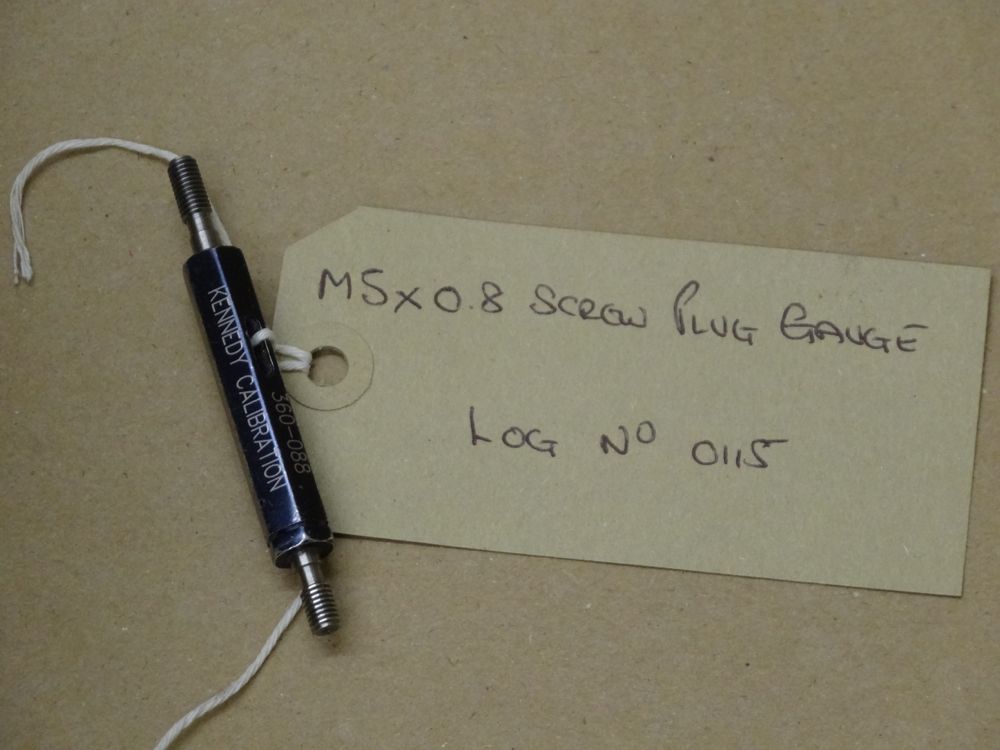 KENNEDY CALIBRATION
360-088
M5x0.8 SCREW PLUG GAUGE
LOG Nº 0115